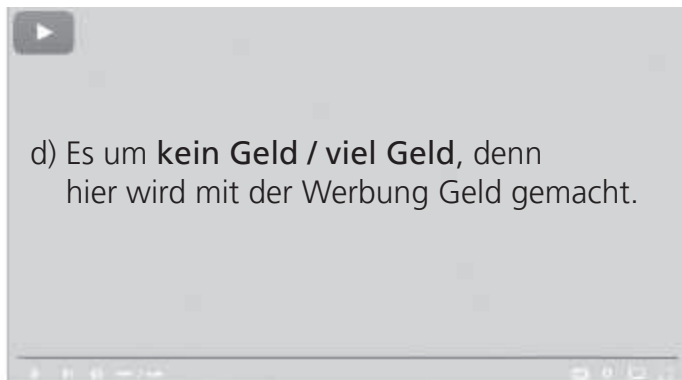 d) Es um kein Geld / viel Geld, denn
hier wird mit der Werbung Geld gemacht.